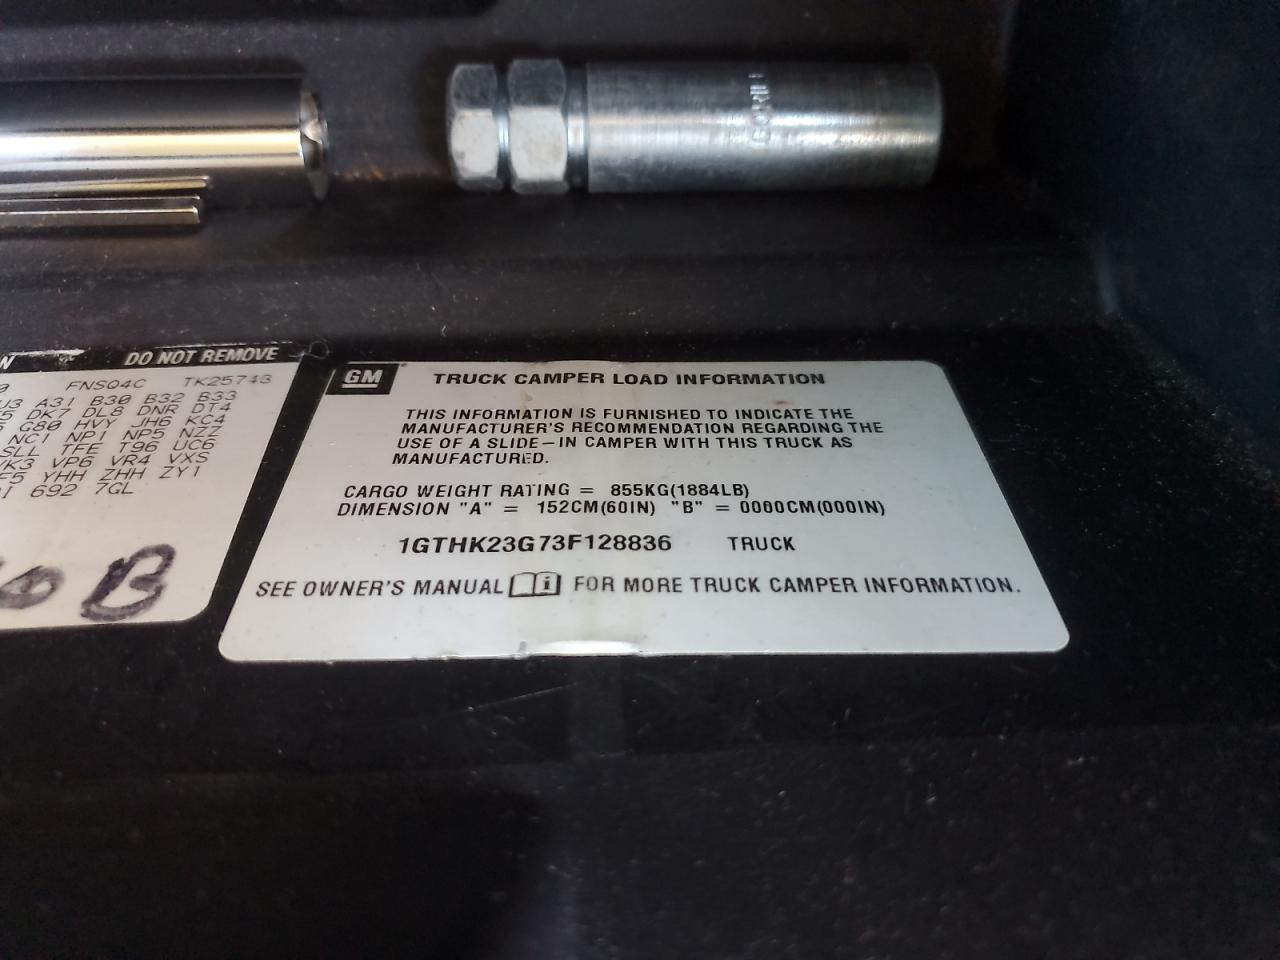 GORILL
DO NOT REMOVE
FNSQ4C TK25743
U3 A31 B30 B32 B33
DK7 DL8 DNR DT4
G80 HVY JH6 KC4
NC1 NP1 NP5 NZ7
SLL TFE T96 UC6
VK3 VP6 VR4 VXS
YHH ZHH ZY1
692 7GL
B
GM
TRUCK CAMPER LOAD INFORMATION
THIS INFORMATION IS FURNISHED TO INDICATE THE
MANUFACTURER'S RECOMMENDATION REGARDING THE
USE OF A SLIDE–IN CAMPER WITH THIS TRUCK AS
MANUFACTURED.
CARGO WEIGHT RATING = 855KG(1884LB)
DIMENSION "A" = 152CM(60IN) "B" = 0000CM(000IN)
1GTHK23G73F128836 TRUCK
SEE OWNER'S MANUAL i FOR MORE TRUCK CAMPER INFORMATION.